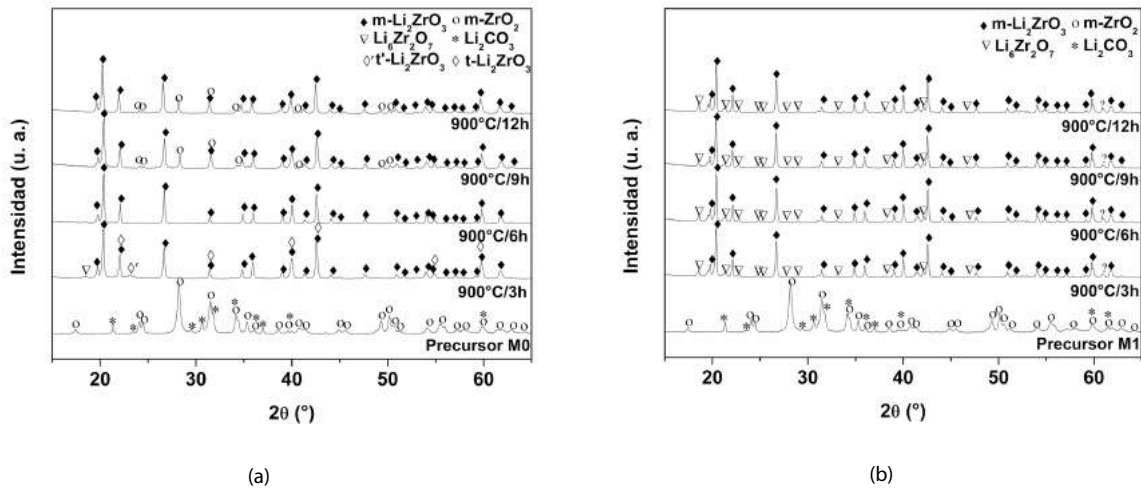 m-Li₂ZrO₃ m-ZrO₂
Li₆Zr₂O₇ Li₂CO₃
t'-Li₂ZrO₃ t-Li₂ZrO₃
Intensidad (u. a.)
900°C/12h
900°C/9h
900°C/6h
900°C/3h
Precursor M0
20 30 40 50 60
2θ (°)
(a)
m-Li₂ZrO₃ m-ZrO₂
Li₆Zr₂O₇ Li₂CO₃
Intensidad (u. a.)
?
900°C/12h
?
900°C/9h
?
900°C/6h
?
900°C/3h
Precursor M1
20 30 40 50 60
2θ (°)
(b)